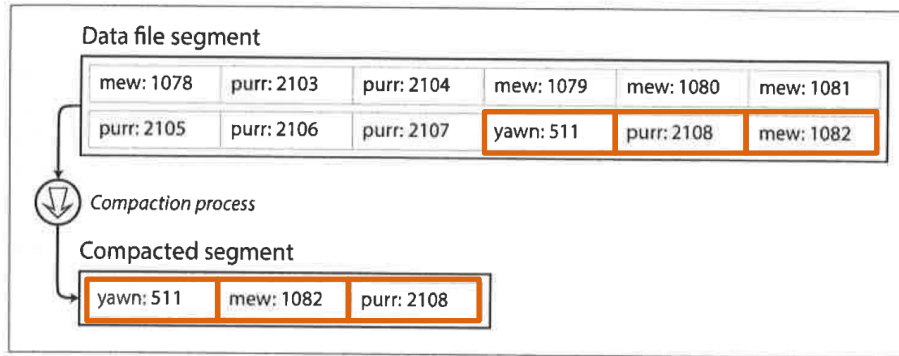 Data file segment
mew: 1078 purr: 2103 purr: 2104 mew: 1079 mew: 1080 mew: 1081
purr: 2105 purr: 2106 purr: 2107 yawn: 511 purr: 2108 mew: 1082
Compaction process
Compacted segment
yawn: 511 mew: 1082 purr: 2108